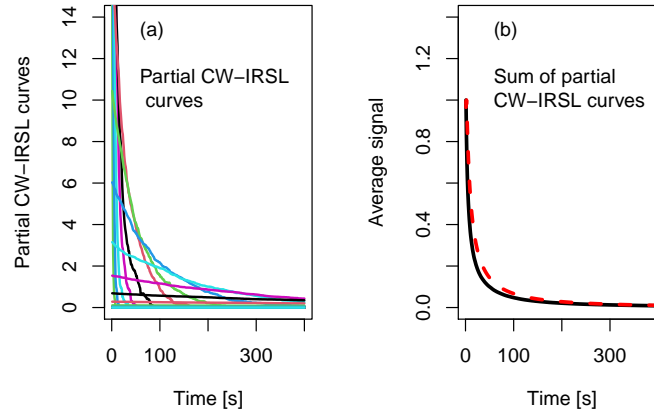 (a)
Partial CW−IRSL
curves
Partial CW−IRSL curves
0 2 4 6 8 10 12 14
0 100 300
Time [s]
(b)
Sum of partial
CW−IRSL curves
Average signal
0.0 0.4 0.8 1.2
0 100 300
Time [s]